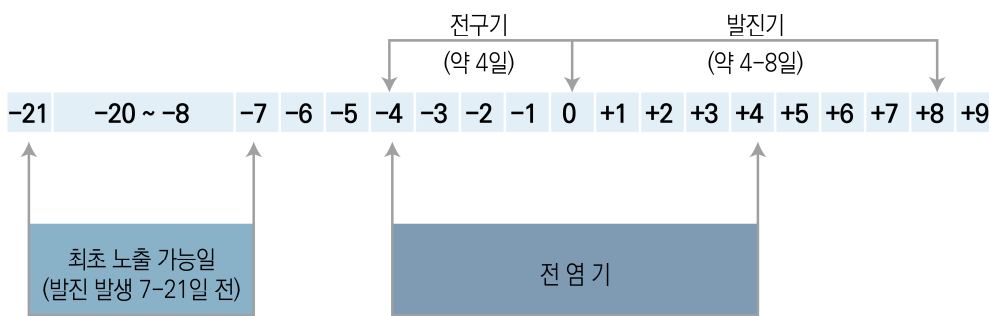 전구기 발진기
(약 4일) (약 4-8일)
-21 -20 ~ -8 -7 -6 -5 -4 -3 -2 -1 0 +1 +2 +3 +4 +5 +6 +7 +8 +9
최초 노출 가능일
(발진 발생 7-21일 전)
전 염 기